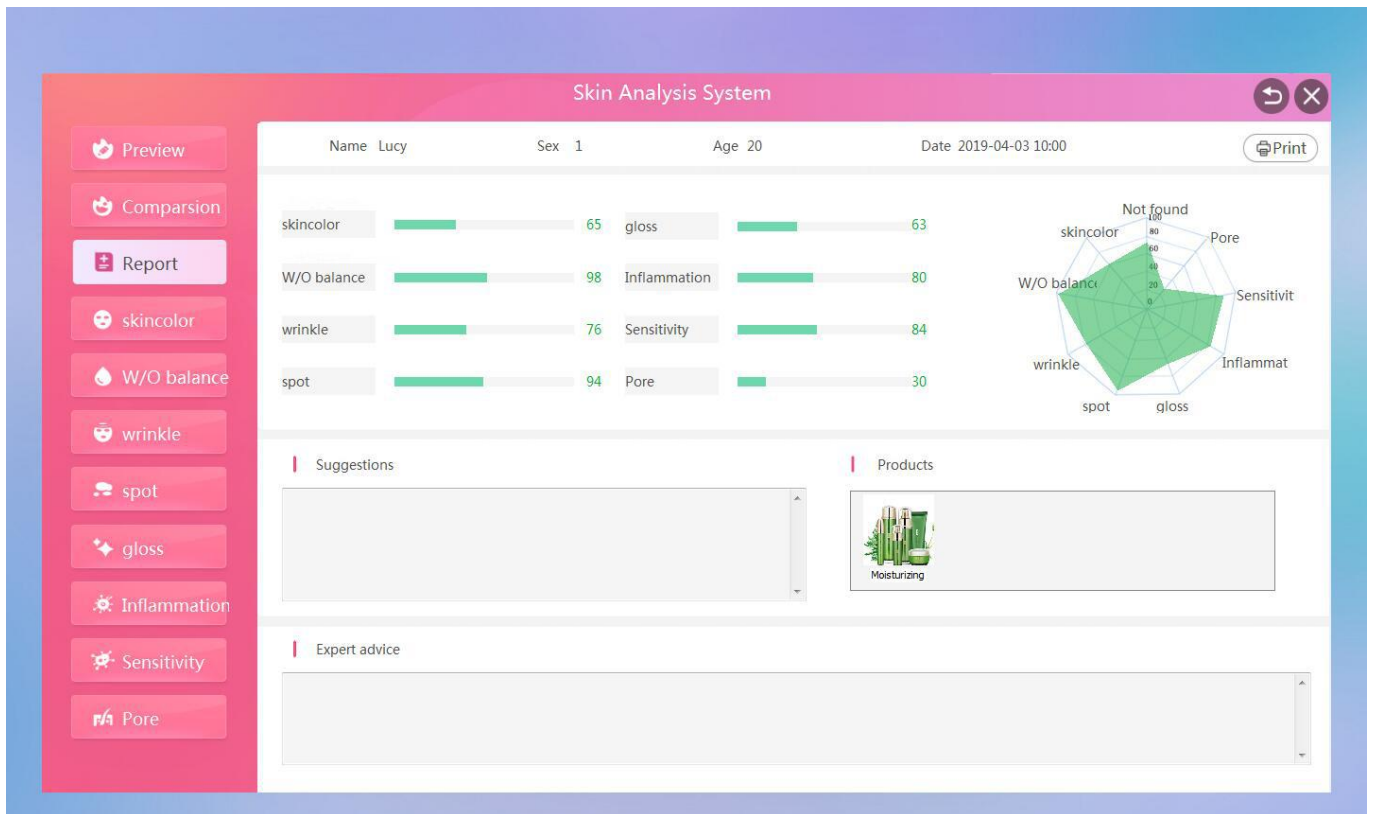 Skin Analysis System
Preview
Comparsion
Report
skincolor
W/O balance
wrinkle
spot
gloss
Inflammation
Sensitivity
Pore
Name Lucy Sex 1 Age 20 Date 2019-04-03 10:00 Print
skincolor 65 gloss 63
W/O balance 98 Inflammation 80
wrinkle 76 Sensitivity 84
spot 94 Pore 30
Not found
100
80
60
40
20
0
skincolor
Pore
W/O balance
Sensitivit
wrinkle
Inflammat
spot
gloss
Suggestions
Products
Moisturizing
Expert advice